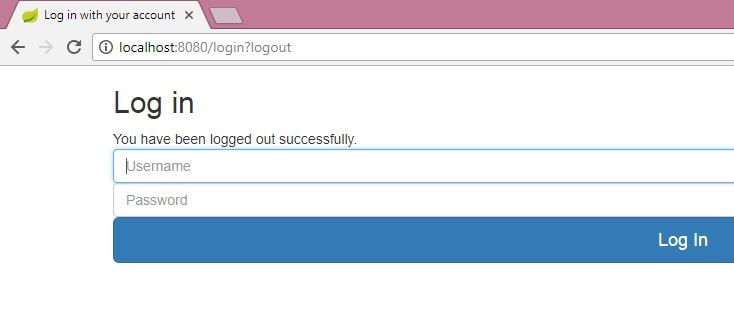 Log in with your account
localhost:8080/login?logout
Log in
You have been logged out successfully.
Username
Password
Log In